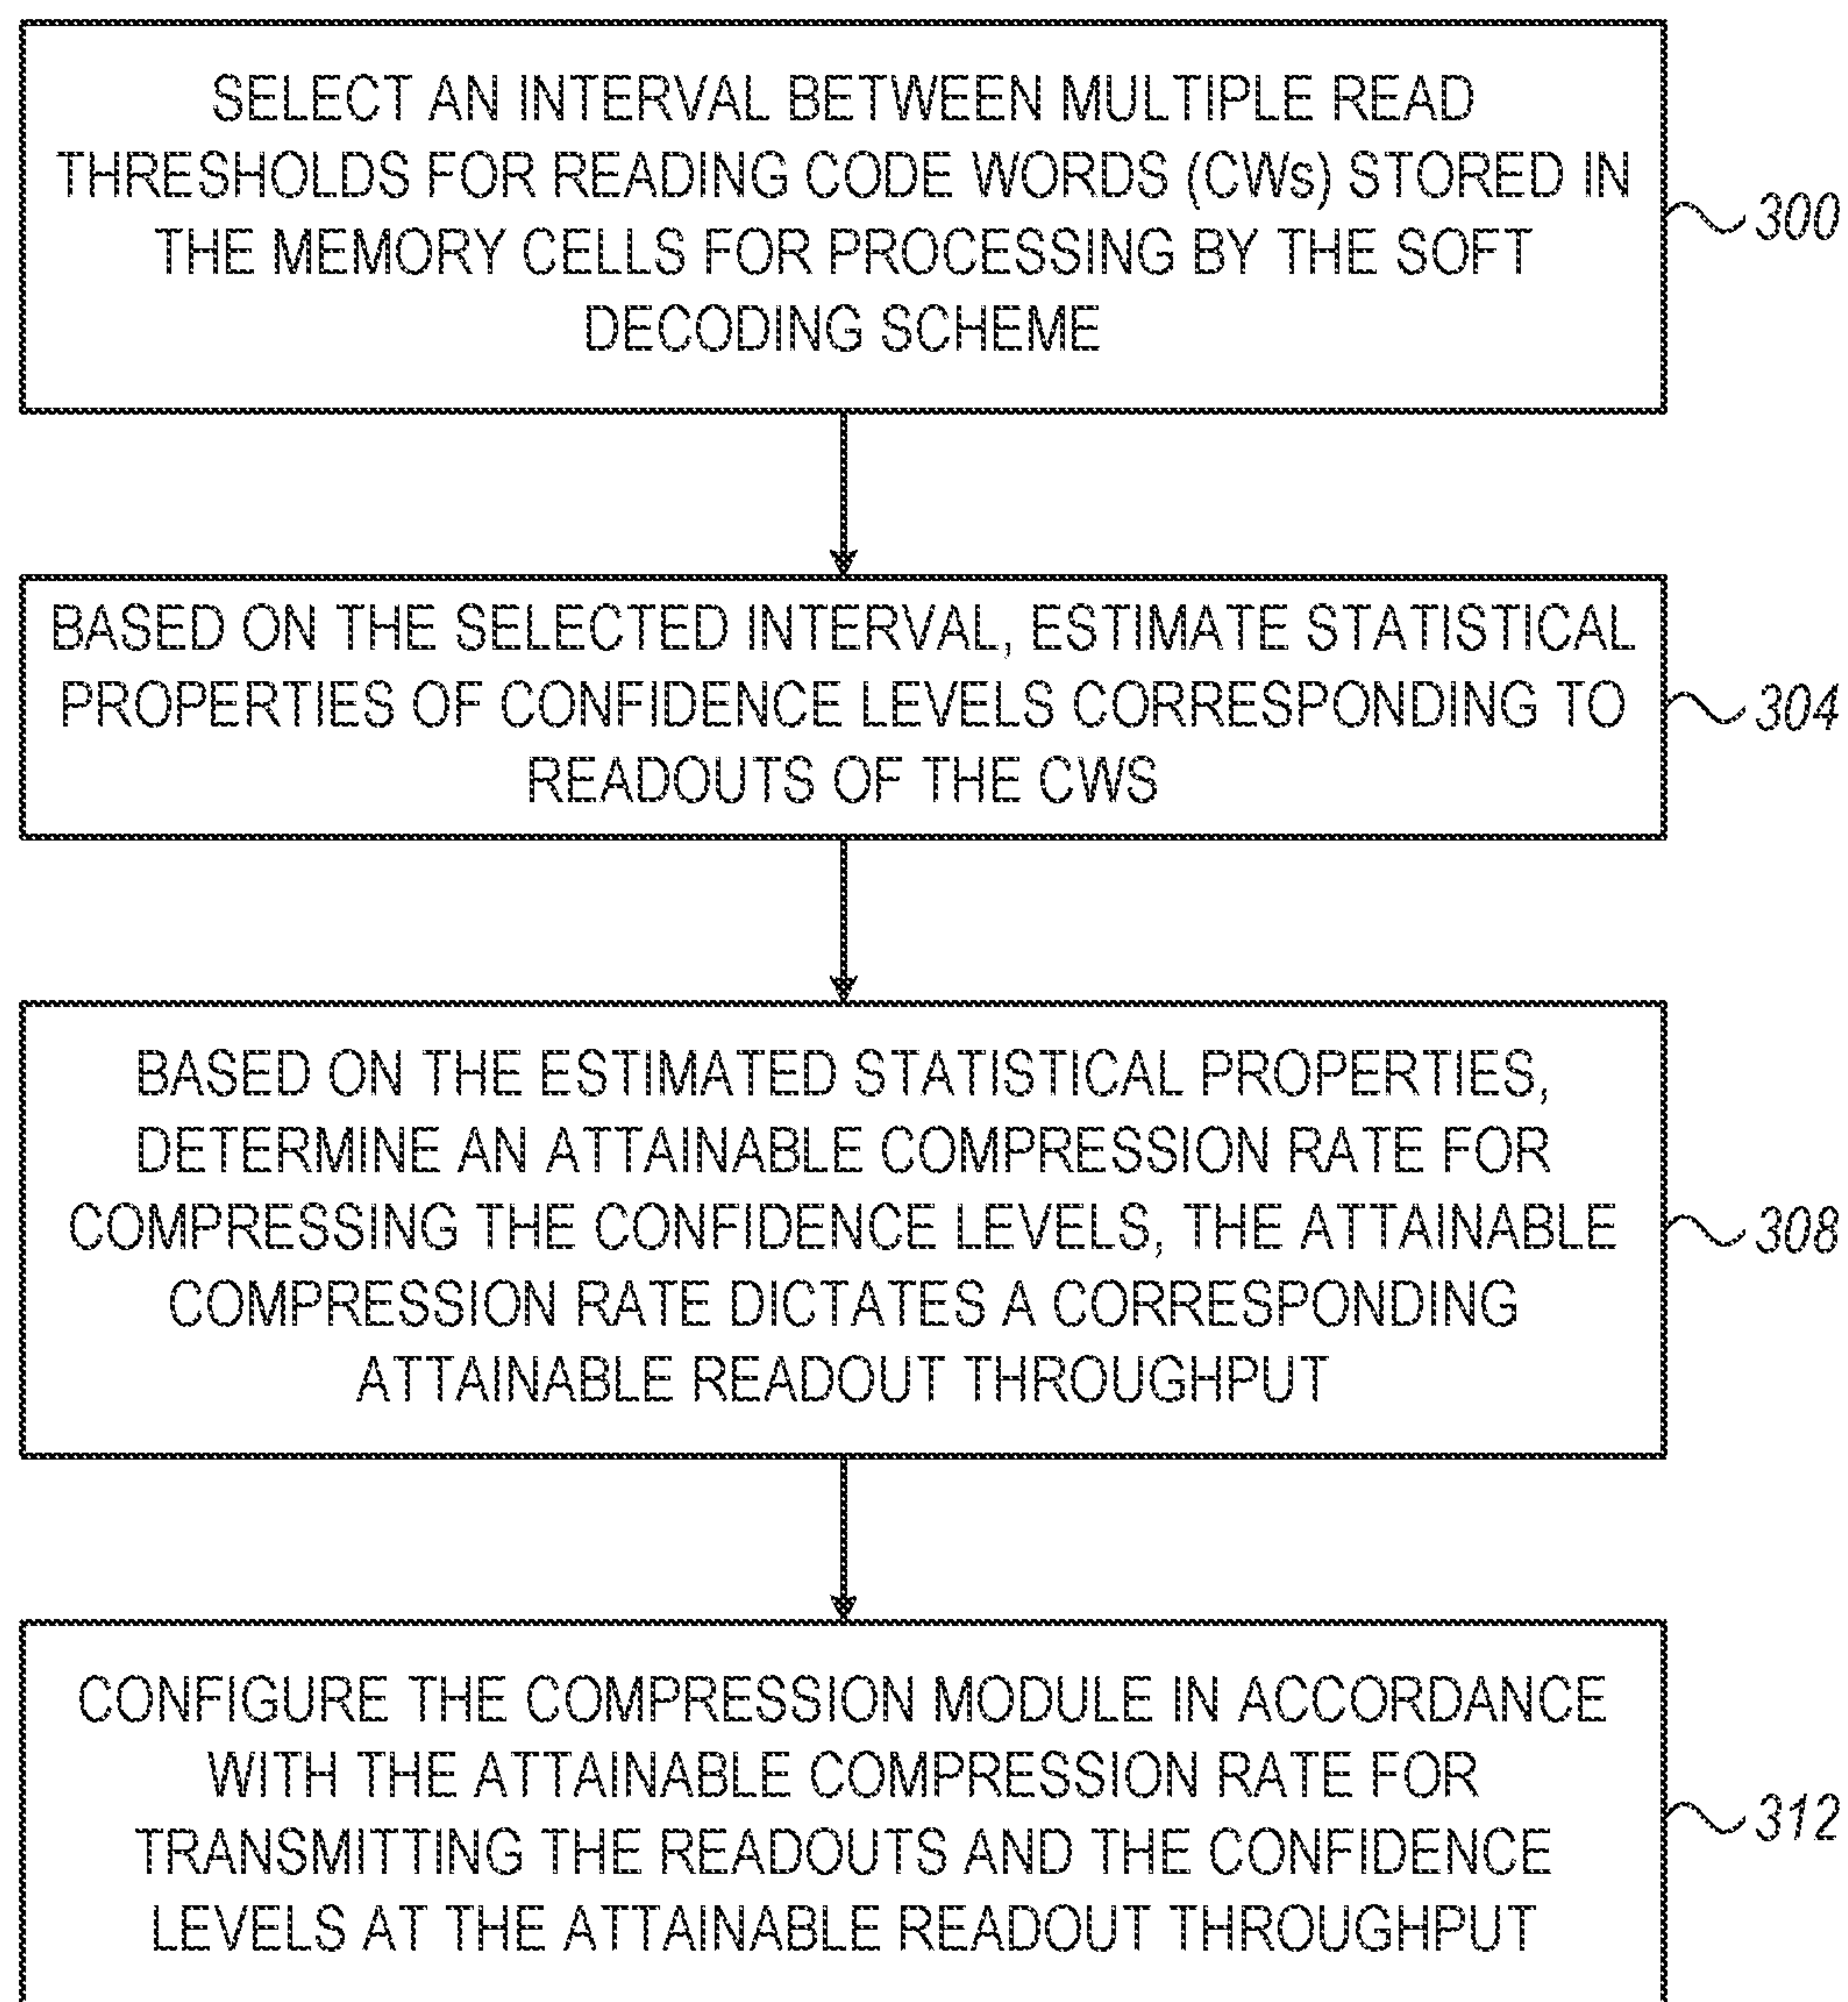 SELECT AN INTERVAL BETWEEN MULTIPLE READ
THRESHOLDS FOR READING CODE WORDS (CWs) STORED IN
THE MEMORY CELLS FOR PROCESSING BY THE SOFT
DECODING SCHEME
300
BASED ON THE SELECTED INTERVAL, ESTIMATE STATISTICAL
PROPERTIES OF CONFIDENCE LEVELS CORRESPONDING TO
READOUTS OF THE CWS
304
BASED ON THE ESTIMATED STATISTICAL PROPERTIES,
DETERMINE AN ATTAINABLE COMPRESSION RATE FOR
COMPRESSING THE CONFIDENCE LEVELS, THE ATTAINABLE
COMPRESSION RATE DICTATES A CORRESPONDING
ATTAINABLE READOUT THROUGHPUT
308
CONFIGURE THE COMPRESSION MODULE IN ACCORDANCE
WITH THE ATTAINABLE COMPRESSION RATE FOR
TRANSMITTING THE READOUTS AND THE CONFIDENCE
LEVELS AT THE ATTAINABLE READOUT THROUGHPUT
312